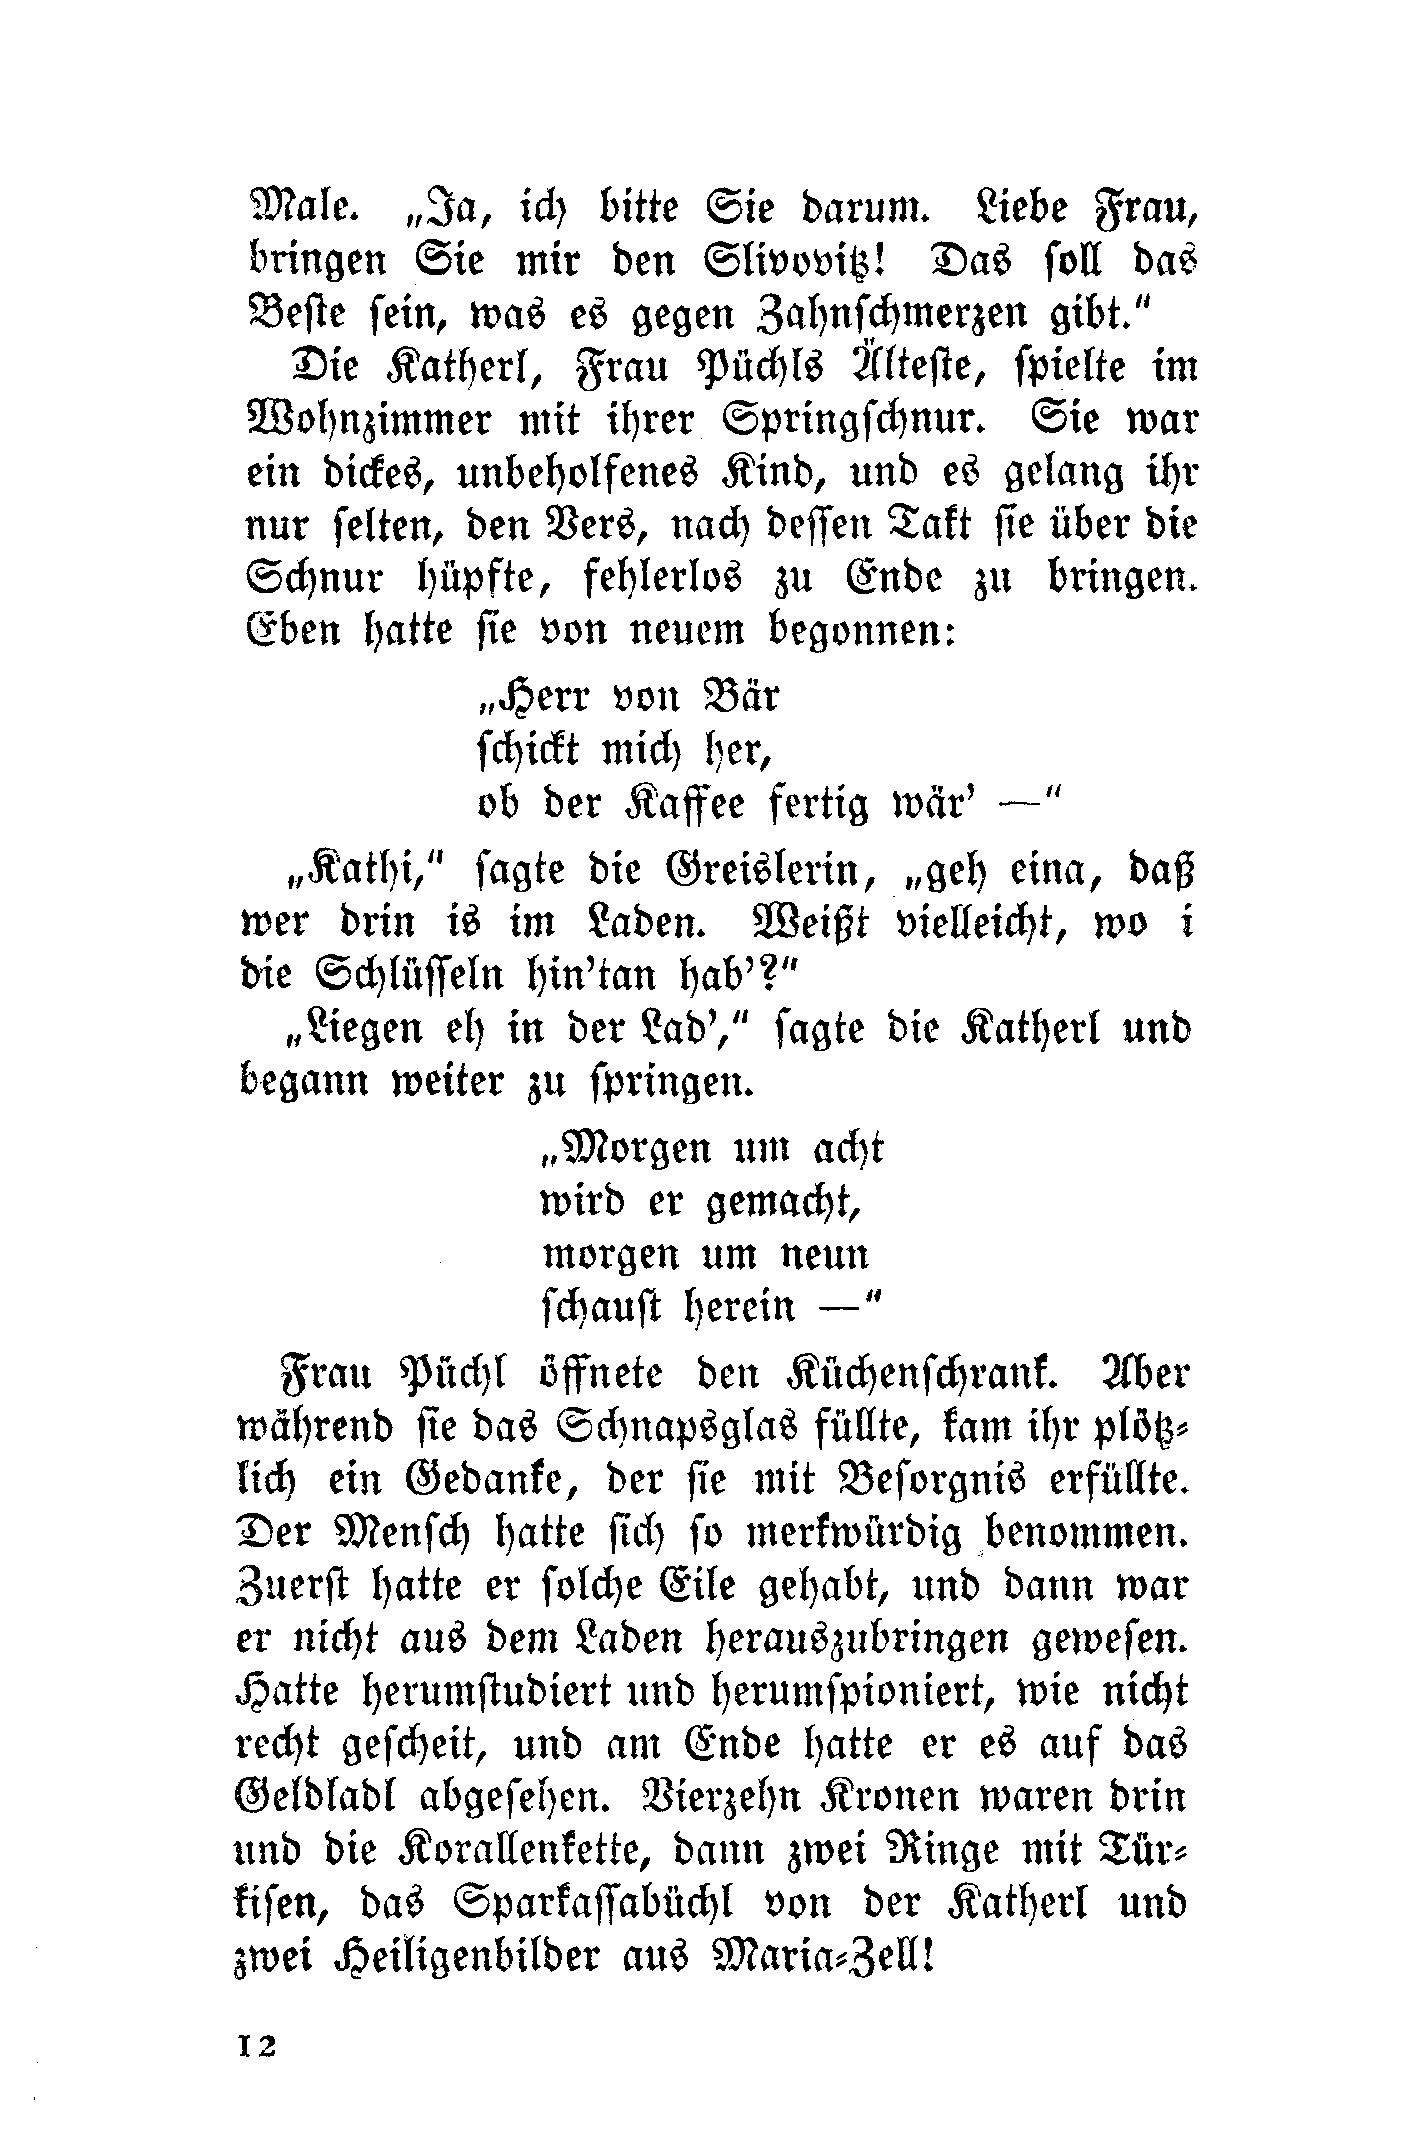 Male. „Ja, ich bitte Sie darum. Liebe Frau,
bringen Sie mir den Slivovitz! Das soll das
Beste sein, was es gegen Zahnschmerzen gibt.“
Die Katherl, Frau Püchls Älteste, spielte im
Wohnzimmer mit ihrer Springschnur. Sie war
ein dickes, unbeholfenes Kind, und es gelang ihr
nur selten, den Vers, nach dessen Takt sie über die
Schnur hüpfte, fehlerlos zu Ende zu bringen.
Eben hatte sie von neuem begonnen:
„Herr von Bär
schickt mich her,
ob der Kaffee fertig wär’ —“
„Kathi,“ sagte die Greislerin, „geh eina, daß
wer drin is im Laden. Weißt vielleicht, wo i
die Schlüsseln hin’tan hab’?“
„Liegen eh in der Lad’,“ sagte die Katherl und
begann weiter zu springen.
„Morgen um acht
wird er gemacht,
morgen um neun
schaust herein —“
Frau Püchl öffnete den Küchenschrank. Aber
während sie das Schnapsglas füllte, kam ihr plötz-
lich ein Gedanke, der sie mit Besorgnis erfüllte.
Der Mensch hatte sich so merkwürdig benommen.
Zuerst hatte er solche Eile gehabt, und dann war
er nicht aus dem Laden herauszubringen gewesen.
Hatte herumstudiert und herumspioniert, wie nicht
recht gescheit, und am Ende hatte er es auf das
Geldladl abgesehen. Vierzehn Kronen waren drin
und die Korallenkette, dann zwei Ringe mit Tür-
kisen, das Sparkassabüchl von der Katherl und
zwei Heiligenbilder aus Maria-Zell!
12